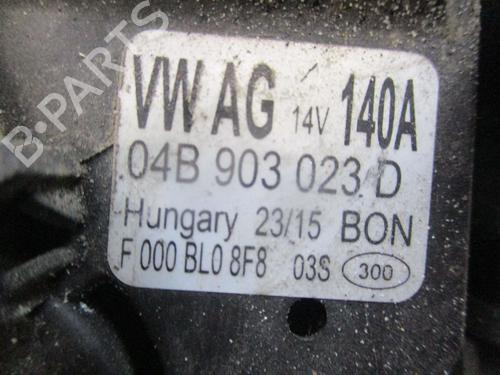 B-PARTS
VW AG 14V 140A
04B 903 023 D
Hungary 23/15 BON
F 000 BL0 8F8 03S 300